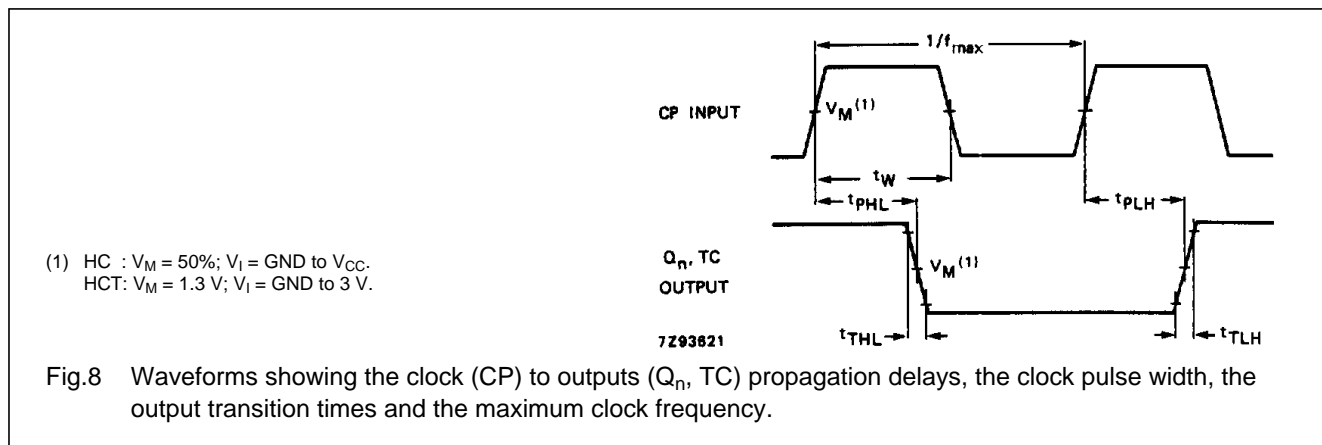 1/fmax
CP INPUT
VM(1)
tW
tPHL
tPLH
Qn, TC
OUTPUT
VM(1)
(1) HC : VM = 50%; VI = GND to VCC.
HCT: VM = 1.3 V; VI = GND to 3 V.
tTHL
tTLH
7Z93621
Fig.8 Waveforms showing the clock (CP) to outputs (Qn, TC) propagation delays, the clock pulse width, the
output transition times and the maximum clock frequency.